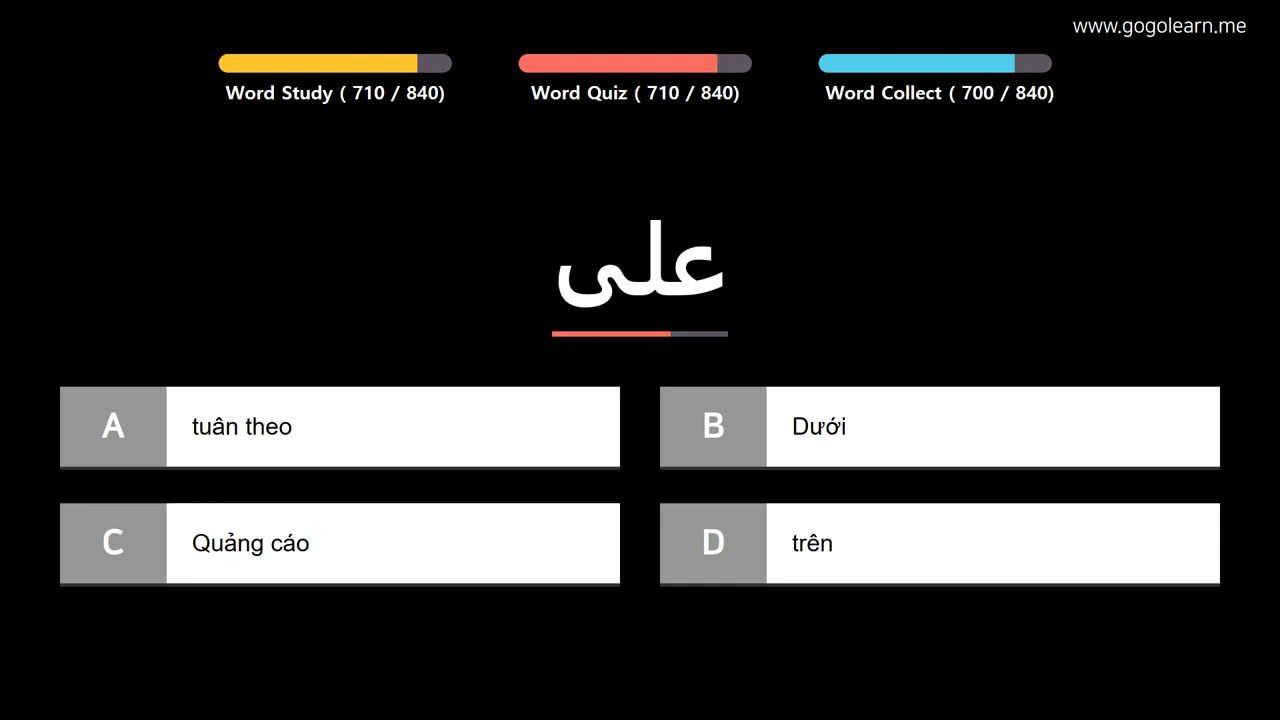 www.gogolearn.me
Word Study ( 710 / 840)
Word Quiz ( 710 / 840)
Word Collect ( 700 / 840)
على
A tuân theo
B Dưới
C Quảng cáo
D trên